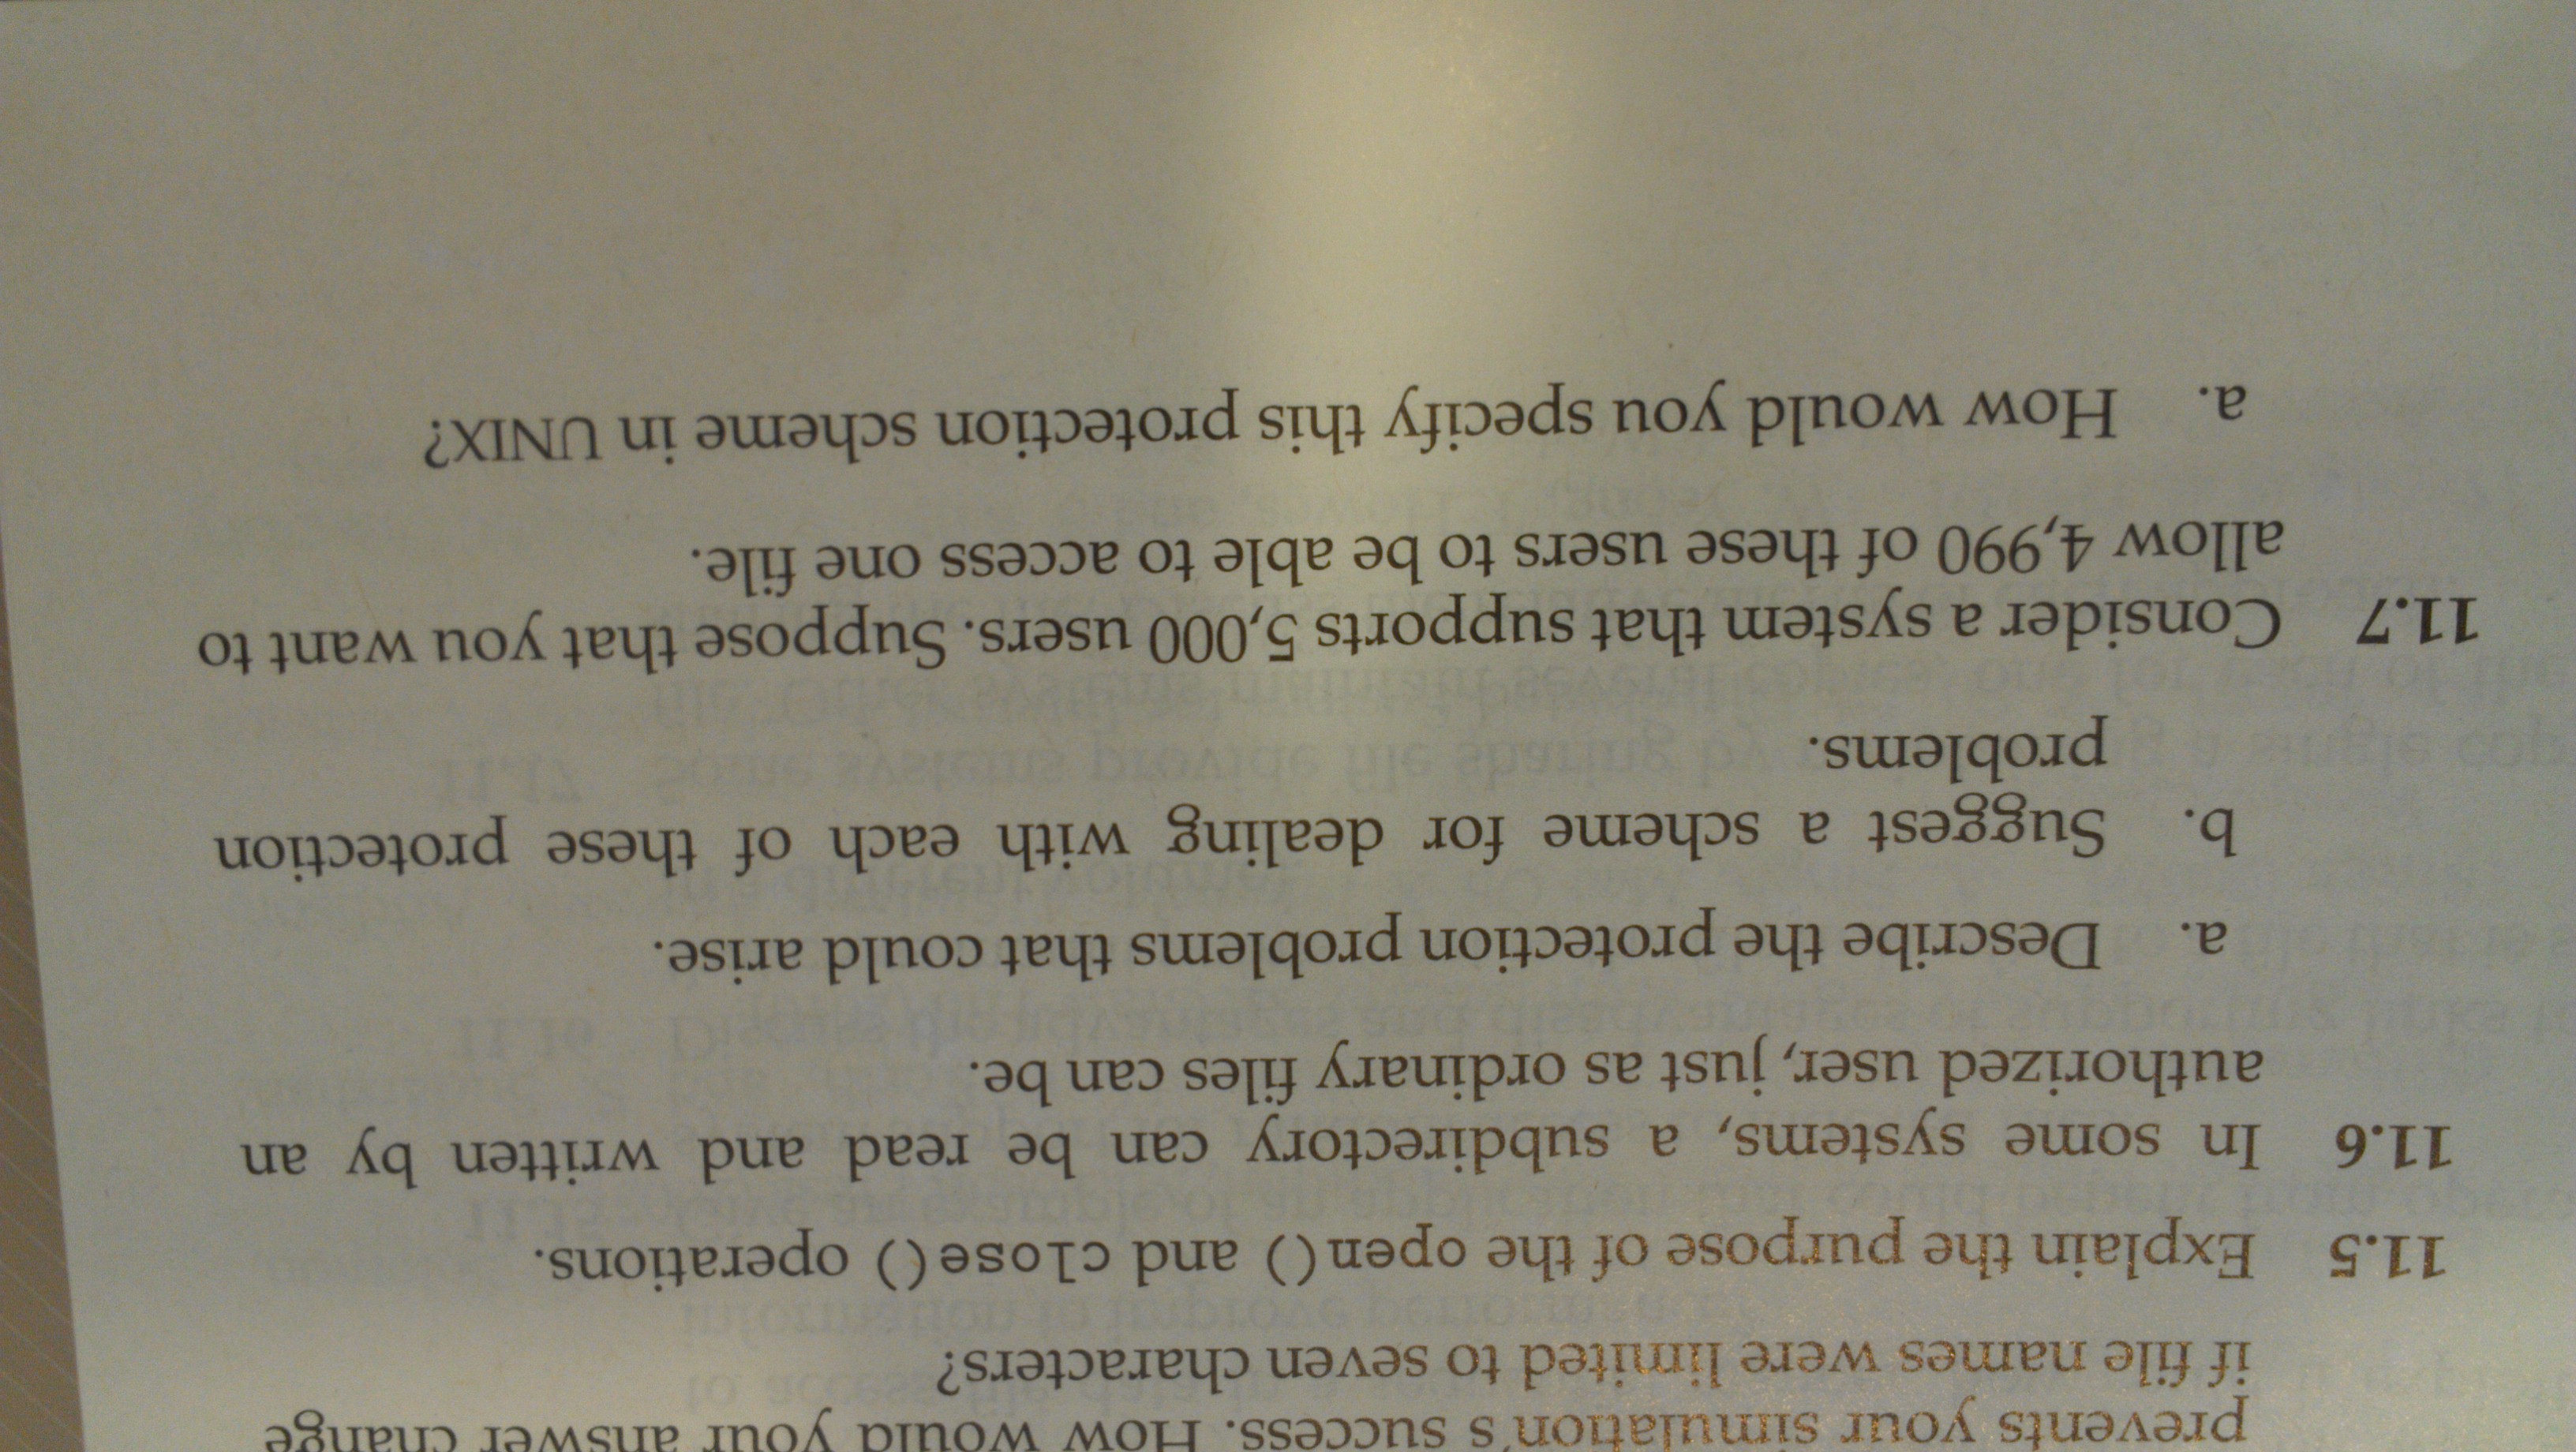 prevents your simulation's success. How would your answer change
if file names were limited to seven characters?
11.5 Explain the purpose of the open() and close() operations.
11.6 In some systems, a subdirectory can be read and written by an
authorized user, just as ordinary files can be.
a. Describe the protection problems that could arise.
b. Suggest a scheme for dealing with each of these protection
problems.
11.7 Consider a system that supports 5,000 users. Suppose that you want to
allow 4,990 of these users to be able to access one file.
a. How would you specify this protection scheme in UNIX?